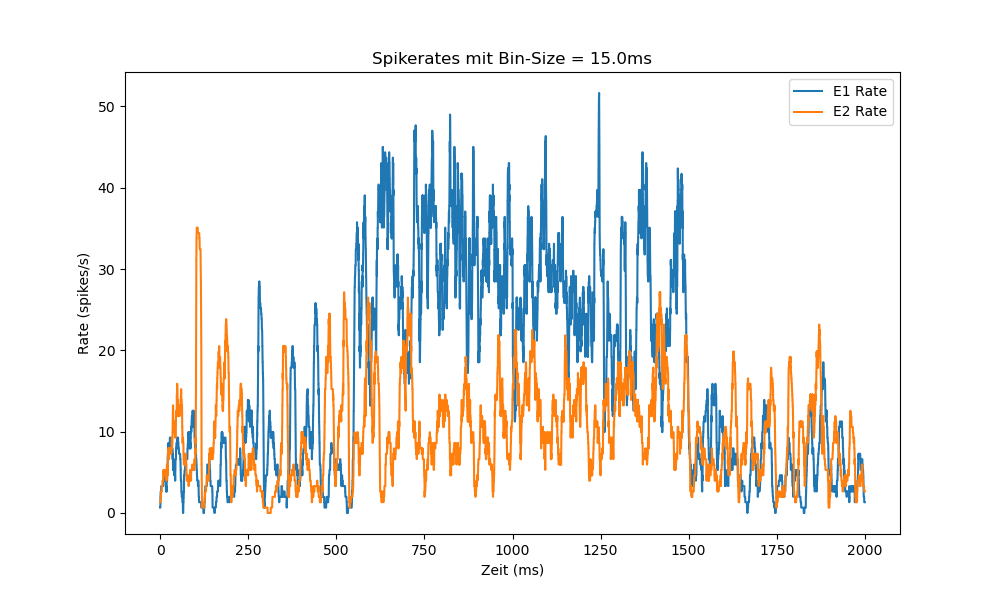 Spikerates mit Bin-Size = 15.0ms
E1 Rate
E2 Rate
Rate (spikes/s)
50
40
30
20
10
0
0 250 500 750 1000 1250 1500 1750 2000
Zeit (ms)